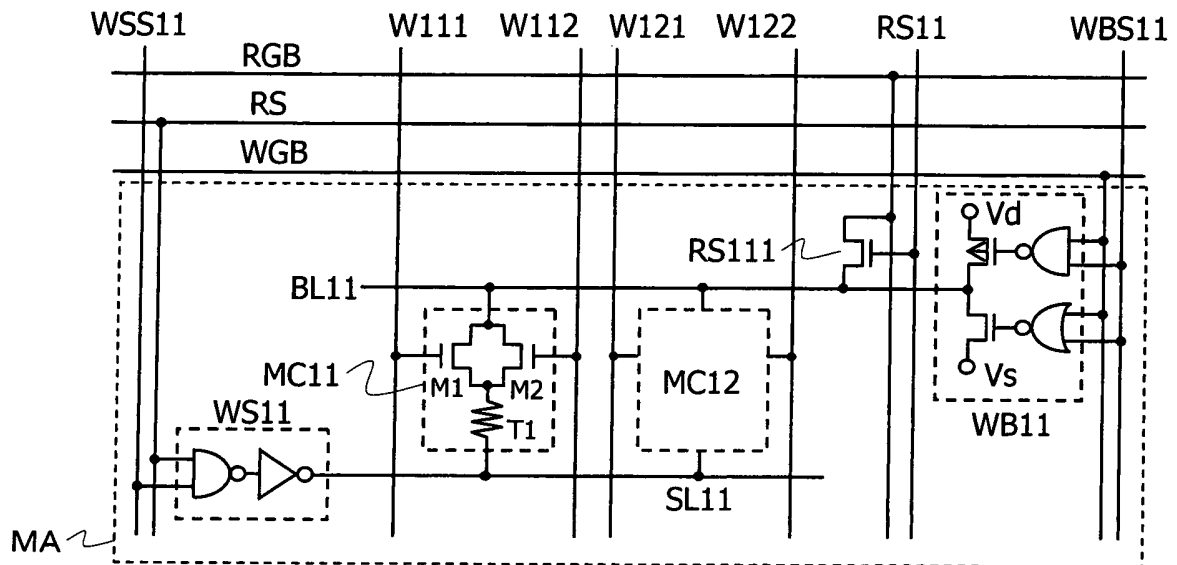 WSS11 W111 W112 W121 W122 RS11 WBS11
RGB
RS
WGB
Vd
RS111
BL11
MC11
M1
M2
MC12
Vs
WS11
T1
WB11
SL11
MA